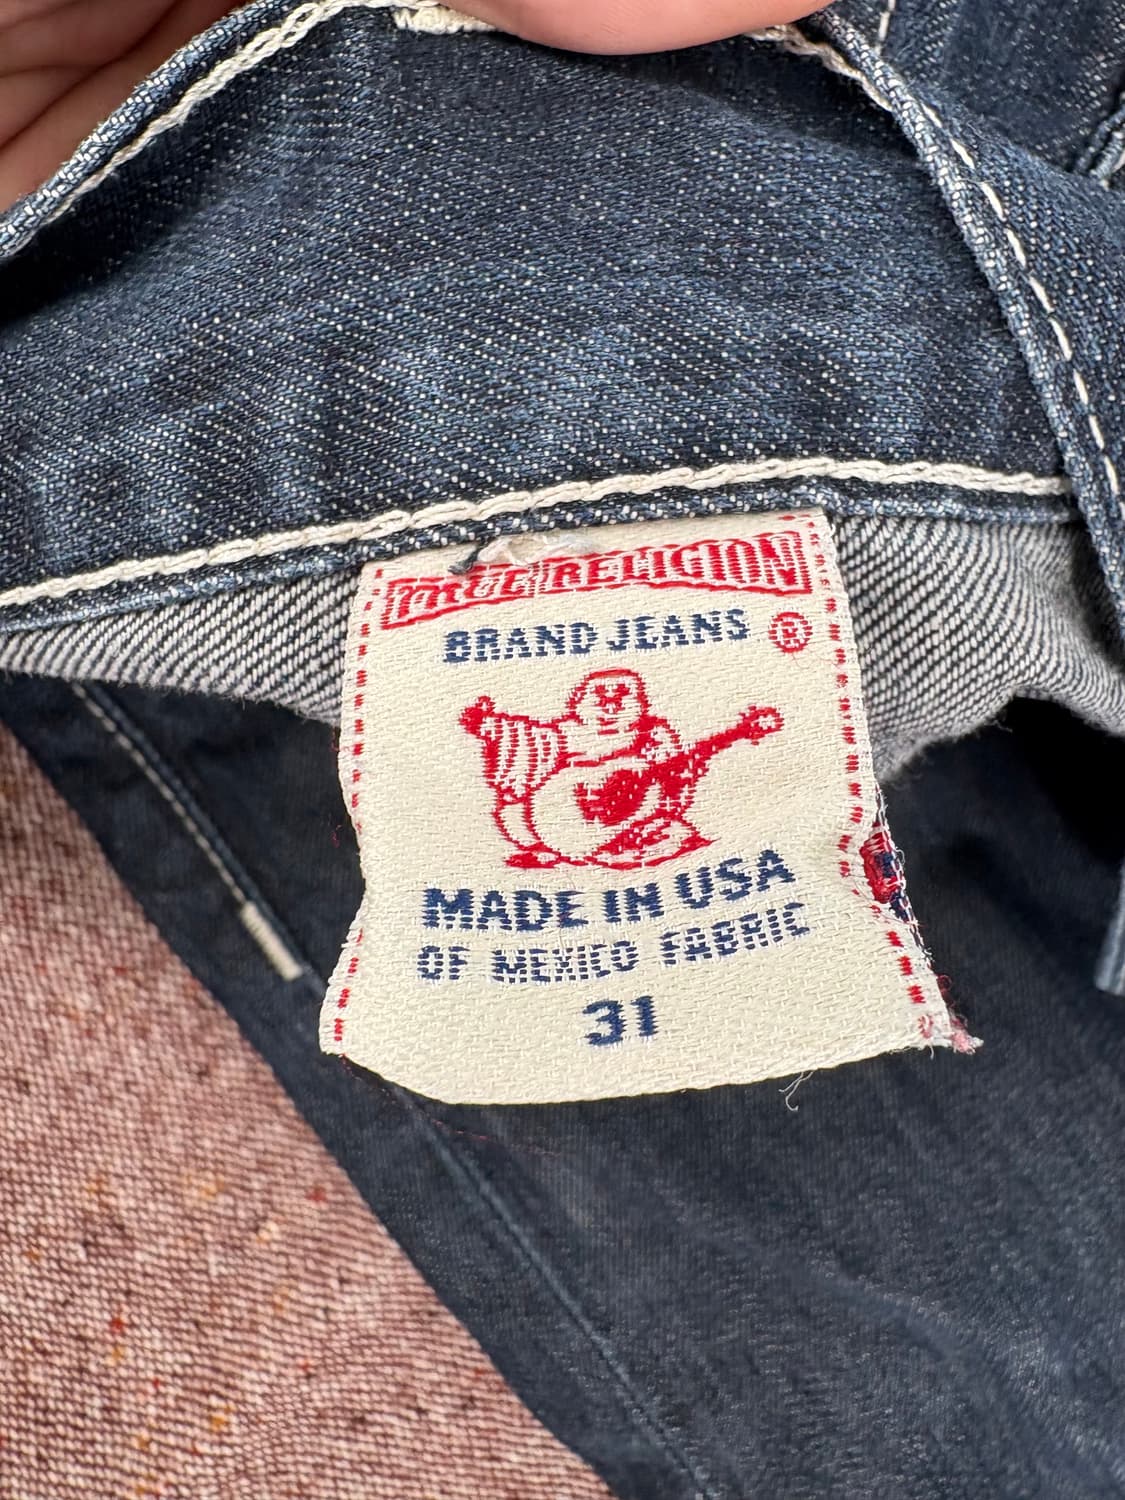 TRUE RELIGION
BRAND JEANS ®
MADE IN USA
OF MEXICO FABRIC
31